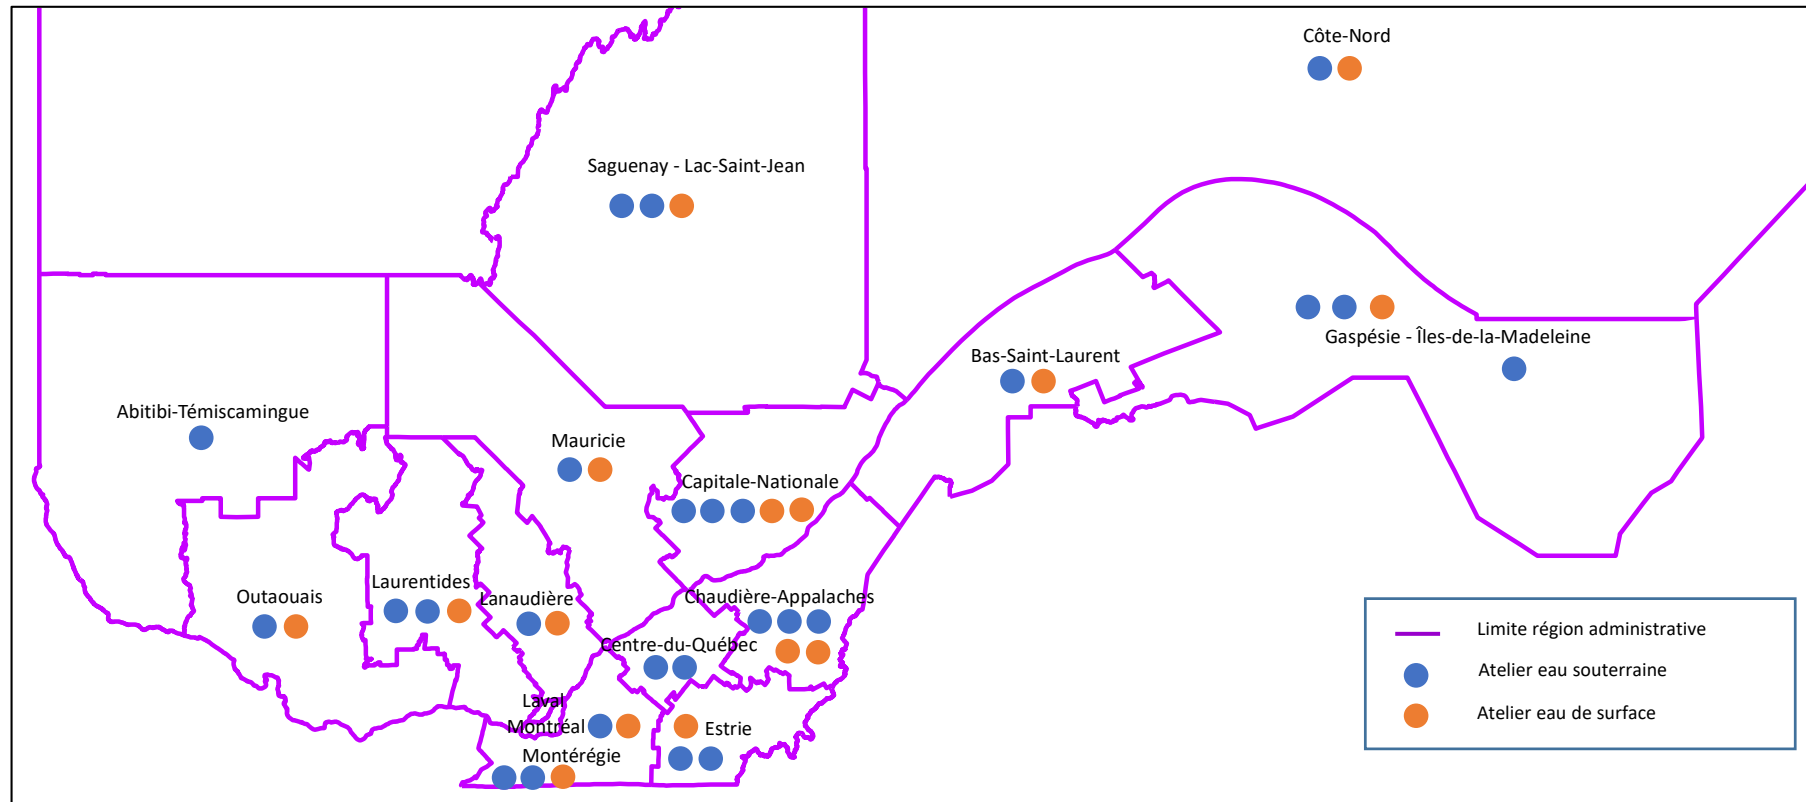 Côte-Nord
Saguenay - Lac-Saint-Jean
Gaspésie - Îles-de-la-Madeleine
Bas-Saint-Laurent
Abitibi-Témiscamingue
Mauricie
Capitale-Nationale
Laurentides
Outaouais
Lanaudière
Chaudière-Appalaches
Centre-du-Québec
Laval
Montréal
Estrie
Montérégie
Limite région administrative
Atelier eau souterraine
Atelier eau de surface